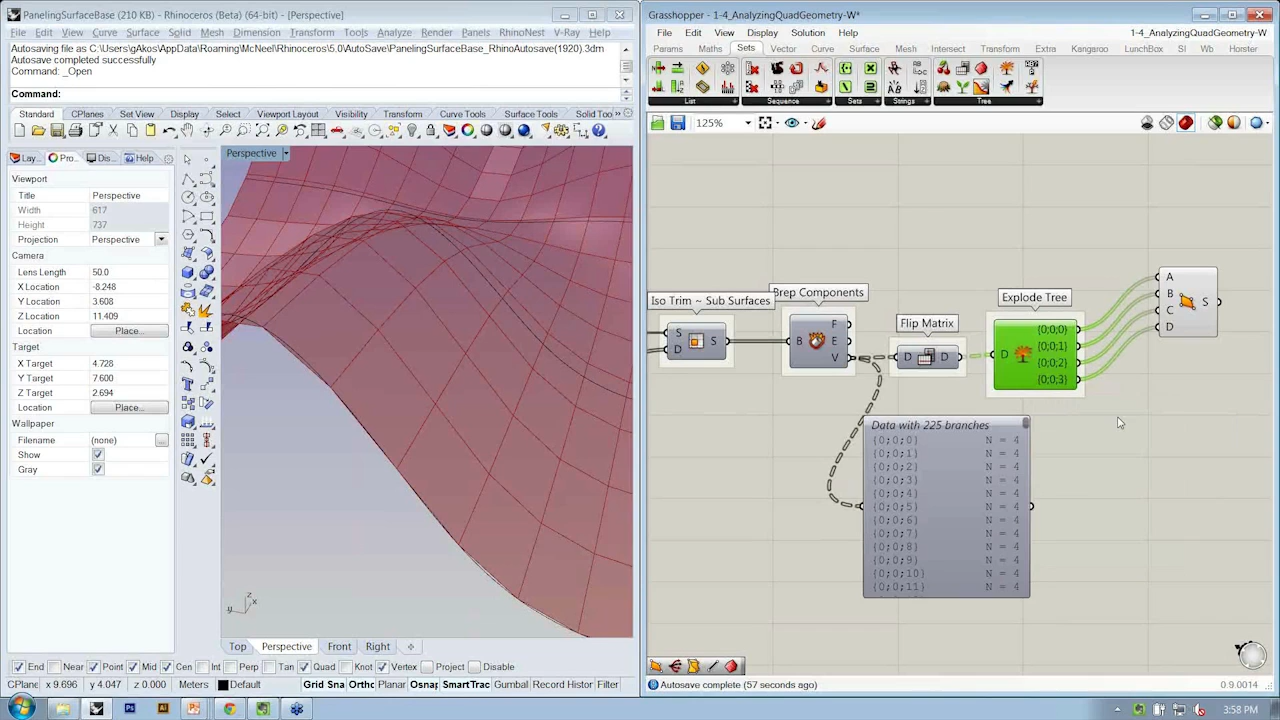 PanelingSurfaceBase (210 KB) - Rhinoceros (Beta) (64-bit) - [Perspective]
File Edit View Curve Surface Solid Mesh Dimension Transform Tools Analyze Render Panels RhinoNest V-Ray Help
Autosaving file as C:\Users\gAkos\AppData\Roaming\McNeel\Rhinoceros\5.0\AutoSave\PanelingSurfaceBase_RhinoAutosave(1920).3dm
Autosave completed successfully
Command: _Open
Command:
Standard CPlanes Set View Display Select Viewport Layout Visibility Transform Curve Tools Surface Tools Solid Too »
Lay... Pro... Dis... Help
Viewport
Title Perspective
Width 617
Height 737
Projection Perspective
Camera
Lens Length 50.0
X Location -8.248
Y Location 3.608
Z Location 11.409
Location Place...
Target
X Target 4.728
Y Target 7.600
Z Target 2.694
Location Place...
Wallpaper
Filename (none) ...
Show
Gray
Perspective
z
y x
Top Perspective Front Right
End Near Point Mid Cen Int Perp Tan Quad Knot Vertex Project Disable
CPlane x 9.696 y 4.047 z 0.000 Meters Default Grid Sna Ortho Planar Osnap SmartTrac Gumbal Record Histor Filter
Grasshopper - 1-4_AnalyzingQuadGeometry-W*
File Edit View Display Solution Help 1-4_AnalyzingQuadGeometry-W
Params Maths Sets Vector Curve Surface Mesh Intersect Transform Extra Kangaroo LunchBox SI Wb Horster
List Sequence Sets Strings Tree
125%
Iso Trim ~ Sub Surfaces
S
D
S
Brep Components
B
F
E
V
Flip Matrix
D D
Explode Tree
D
{0;0;0}
{0;0;1}
{0;0;2}
{0;0;3}
A
B
C
D
S
Data with 225 branches
{0;0;0} N = 4
{0;0;1} N = 4
{0;0;2} N = 4
{0;0;3} N = 4
{0;0;4} N = 4
{0;0;5} N = 4
{0;0;6} N = 4
{0;0;7} N = 4
{0;0;8} N = 4
{0;0;9} N = 4
{0;0;10} N = 4
{0;0;11} N = 4
Autosave complete (57 seconds ago) 0.9.0014
3:58 PM